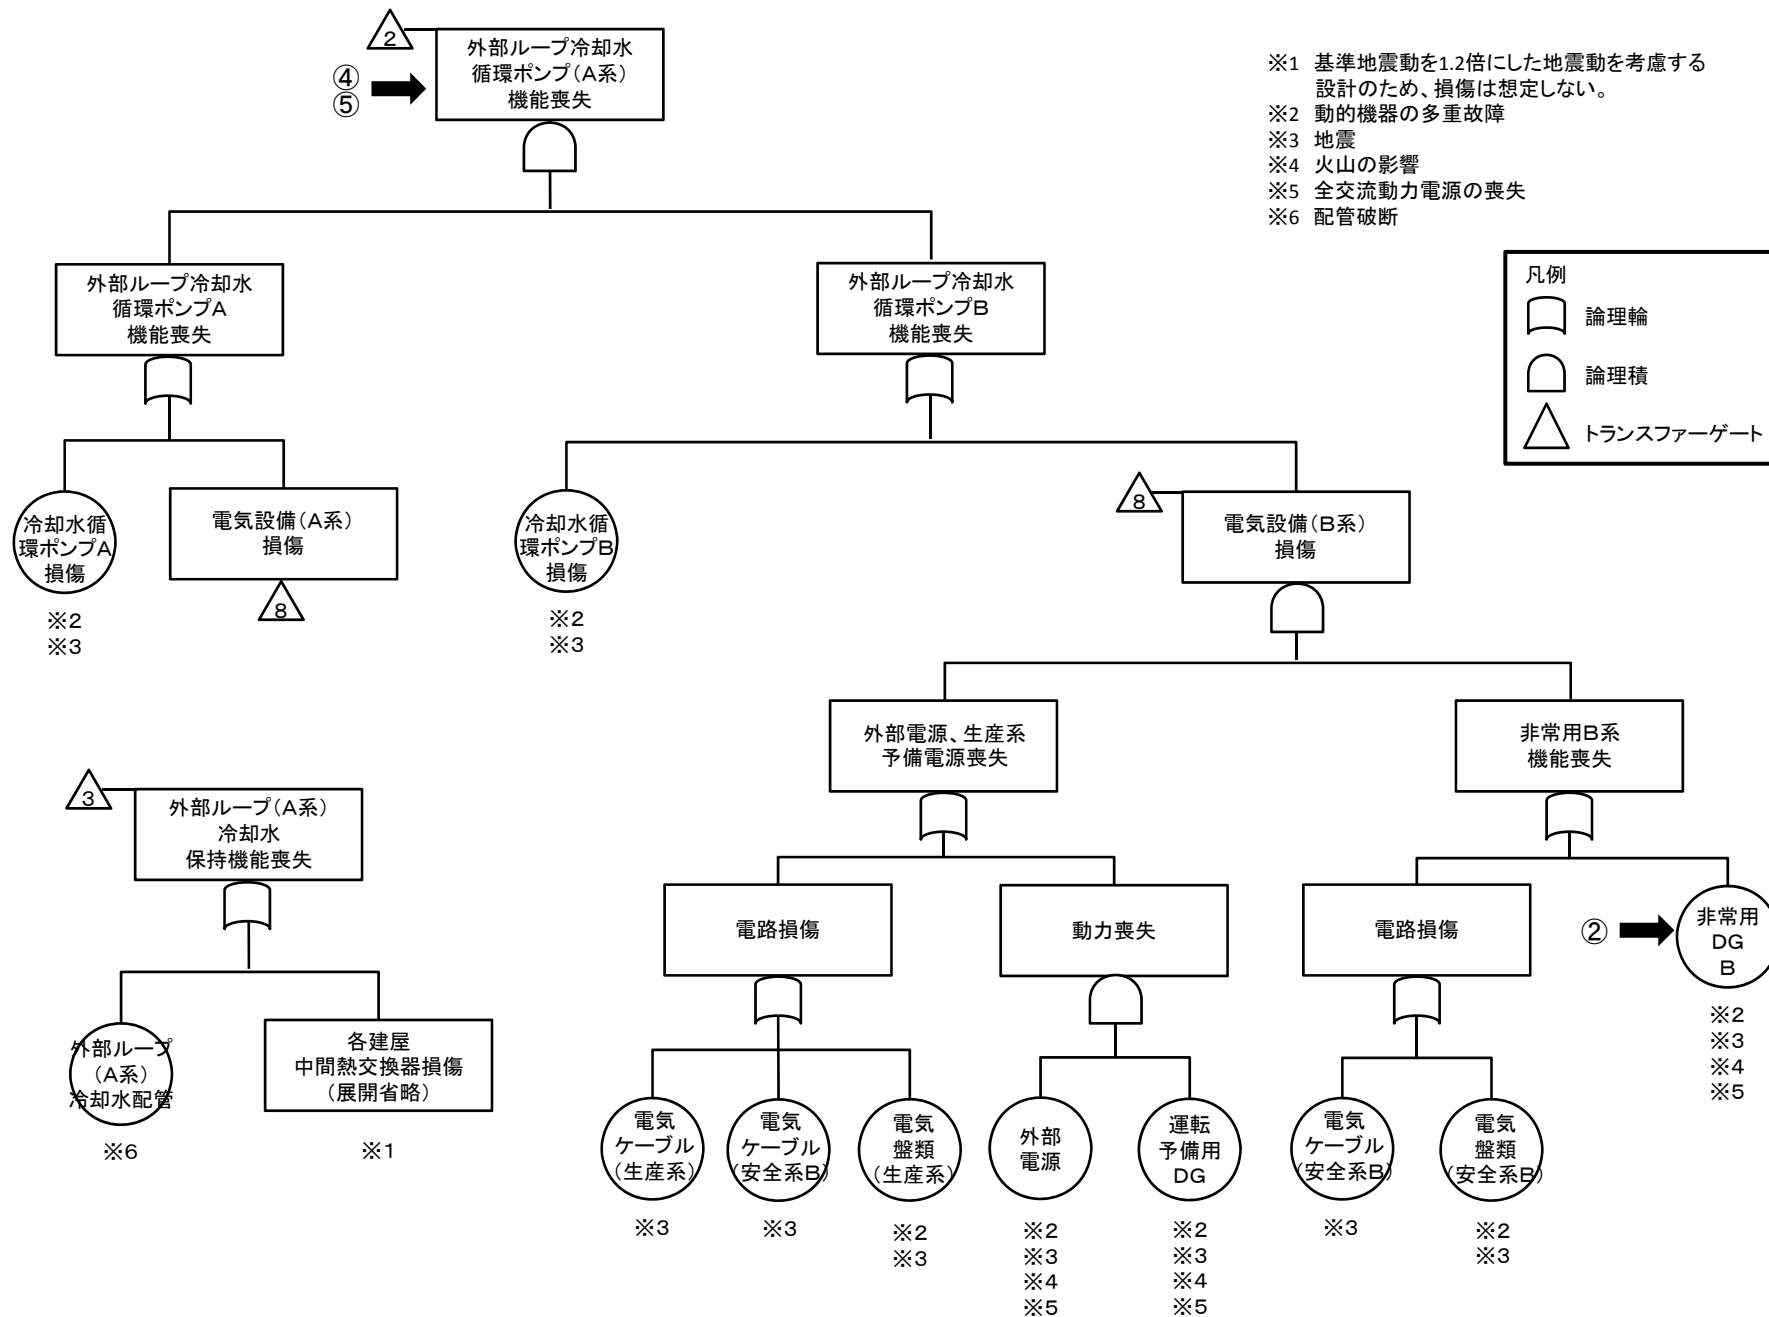 2
外部ループ冷却水
循環ポンプ(A系)
機能喪失
④
⑤
※1 基準地震動を1.2倍にした地震動を考慮する
設計のため、損傷は想定しない。
※2 動的機器の多重故障
※3 地震
※4 火山の影響
※5 全交流動力電源の喪失
※6 配管破断
凡例
論理輪
論理積
トランスファーゲート
外部ループ冷却水
循環ポンプA
機能喪失
外部ループ冷却水
循環ポンプB
機能喪失
冷却水循
環ポンプA
損傷
※2
※3
電気設備(A系)
損傷
8
冷却水循
環ポンプB
損傷
※2
※3
8
電気設備(B系)
損傷
外部電源、生産系
予備電源喪失
非常用B系
機能喪失
3
外部ループ(A系)
冷却水
保持機能喪失
電路損傷
動力喪失
電路損傷
②
非常用
DG
B
※2
※3
※4
※5
外部ループ
(A系)
冷却水配管
※6
各建屋
中間熱交換器損傷
(展開省略)
※1
電気
ケーブル
(生産系)
※3
電気
ケーブル
(安全系B)
※3
電気
盤類
(生産系)
※2
※3
外部
電源
※2
※3
※4
※5
運転
予備用
DG
※2
※3
※4
※5
電気
ケーブル
(安全系B)
※3
電気
盤類
(安全系B)
※2
※3